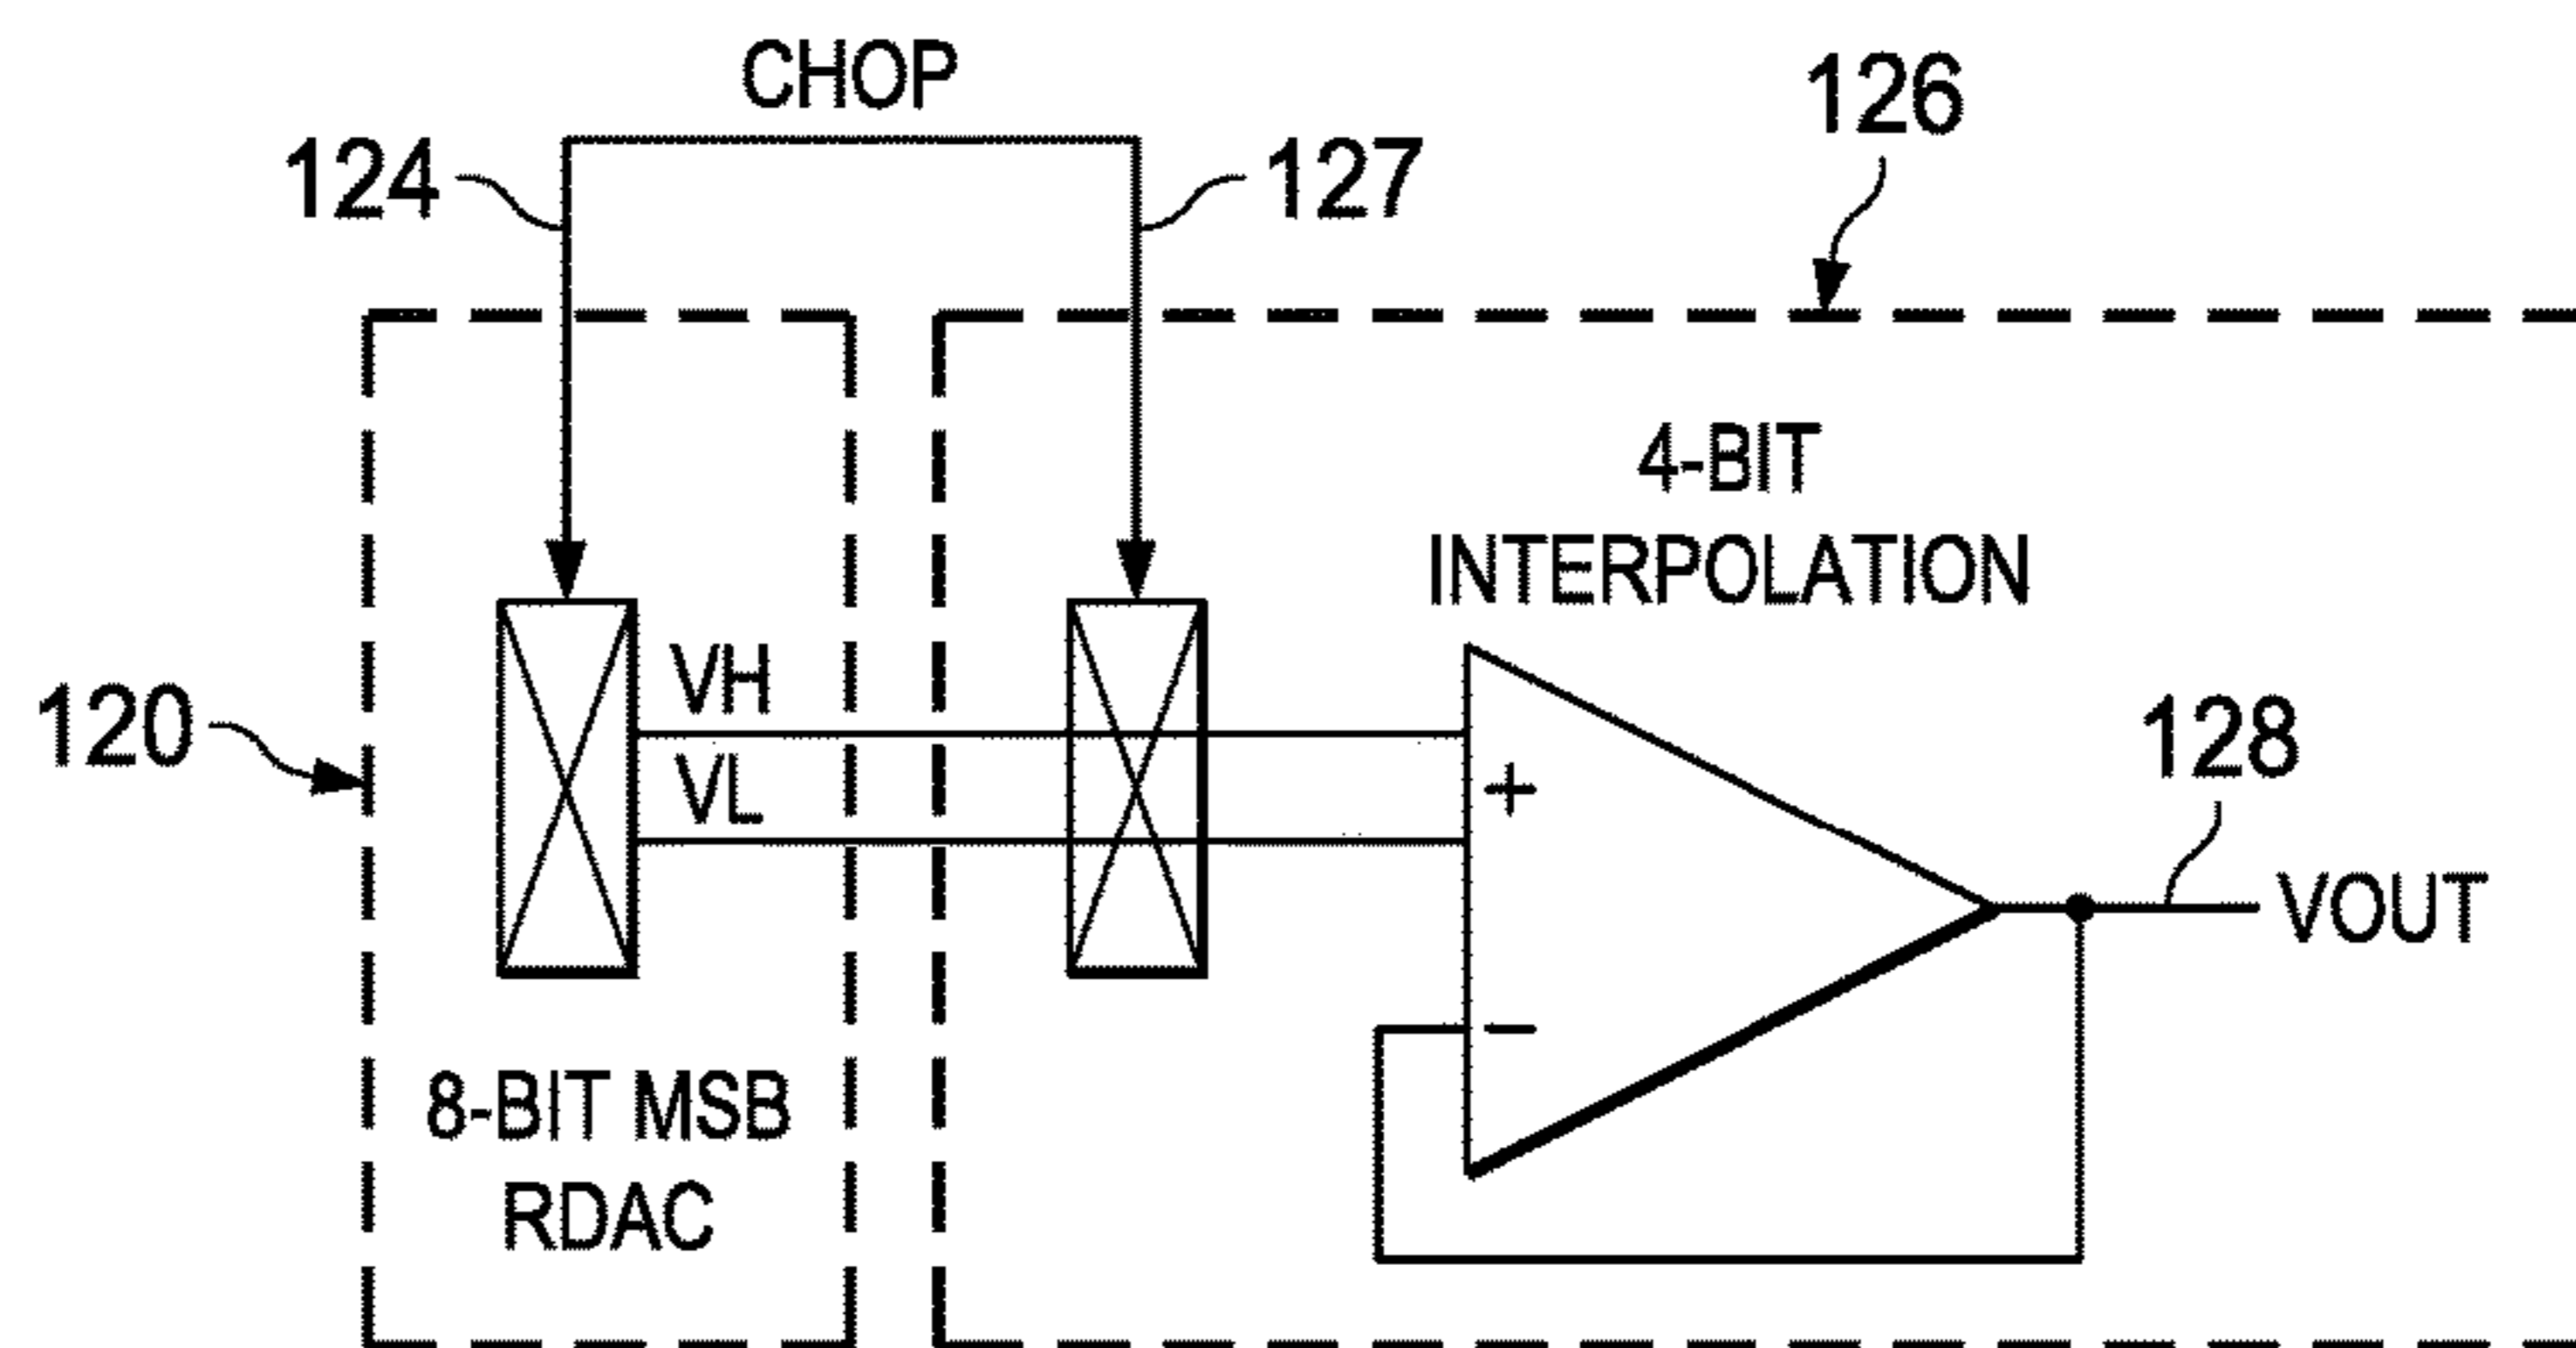 CHOP
124
127
126
4-BIT
INTERPOLATION
VH
VL
120
+
−
128
VOUT
8-BIT MSB
RDAC